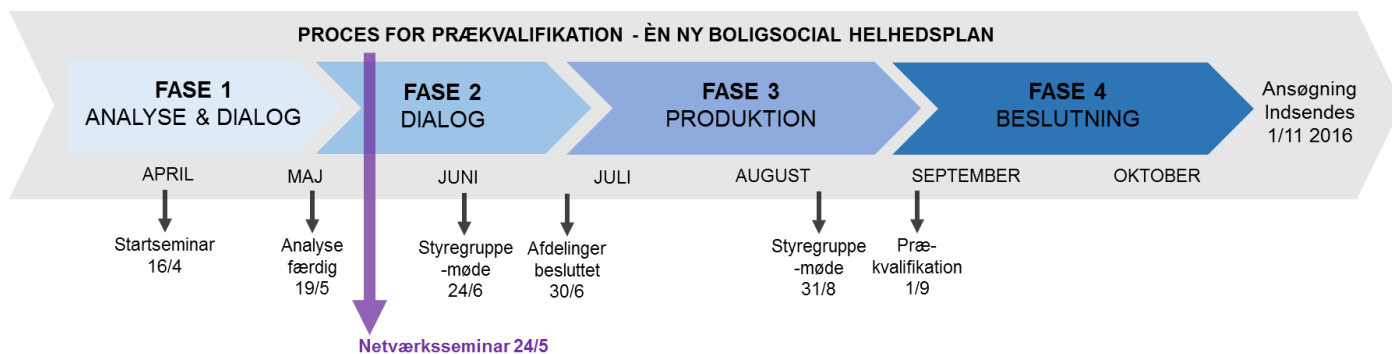 PROCES FOR PRÆKVALIFIKATION - ÈN NY BOLIGSOCIAL HELHEDSPLAN
FASE 1
ANALYSE & DIALOG
FASE 2
DIALOG
FASE 3
PRODUKTION
FASE 4
BESLUTNING
Ansøgning
Indsendes
1/11 2016
APRIL
MAJ
JUNI
JULI
AUGUST
SEPTEMBER
OKTOBER
Startseminar
16/4
Analyse
færdig
19/5
Styregruppe
-møde
24/6
Afdelinger
besluttet
30/6
Styregruppe
-møde
31/8
Præ-
kvalifikation
1/9
Netværksseminar 24/5